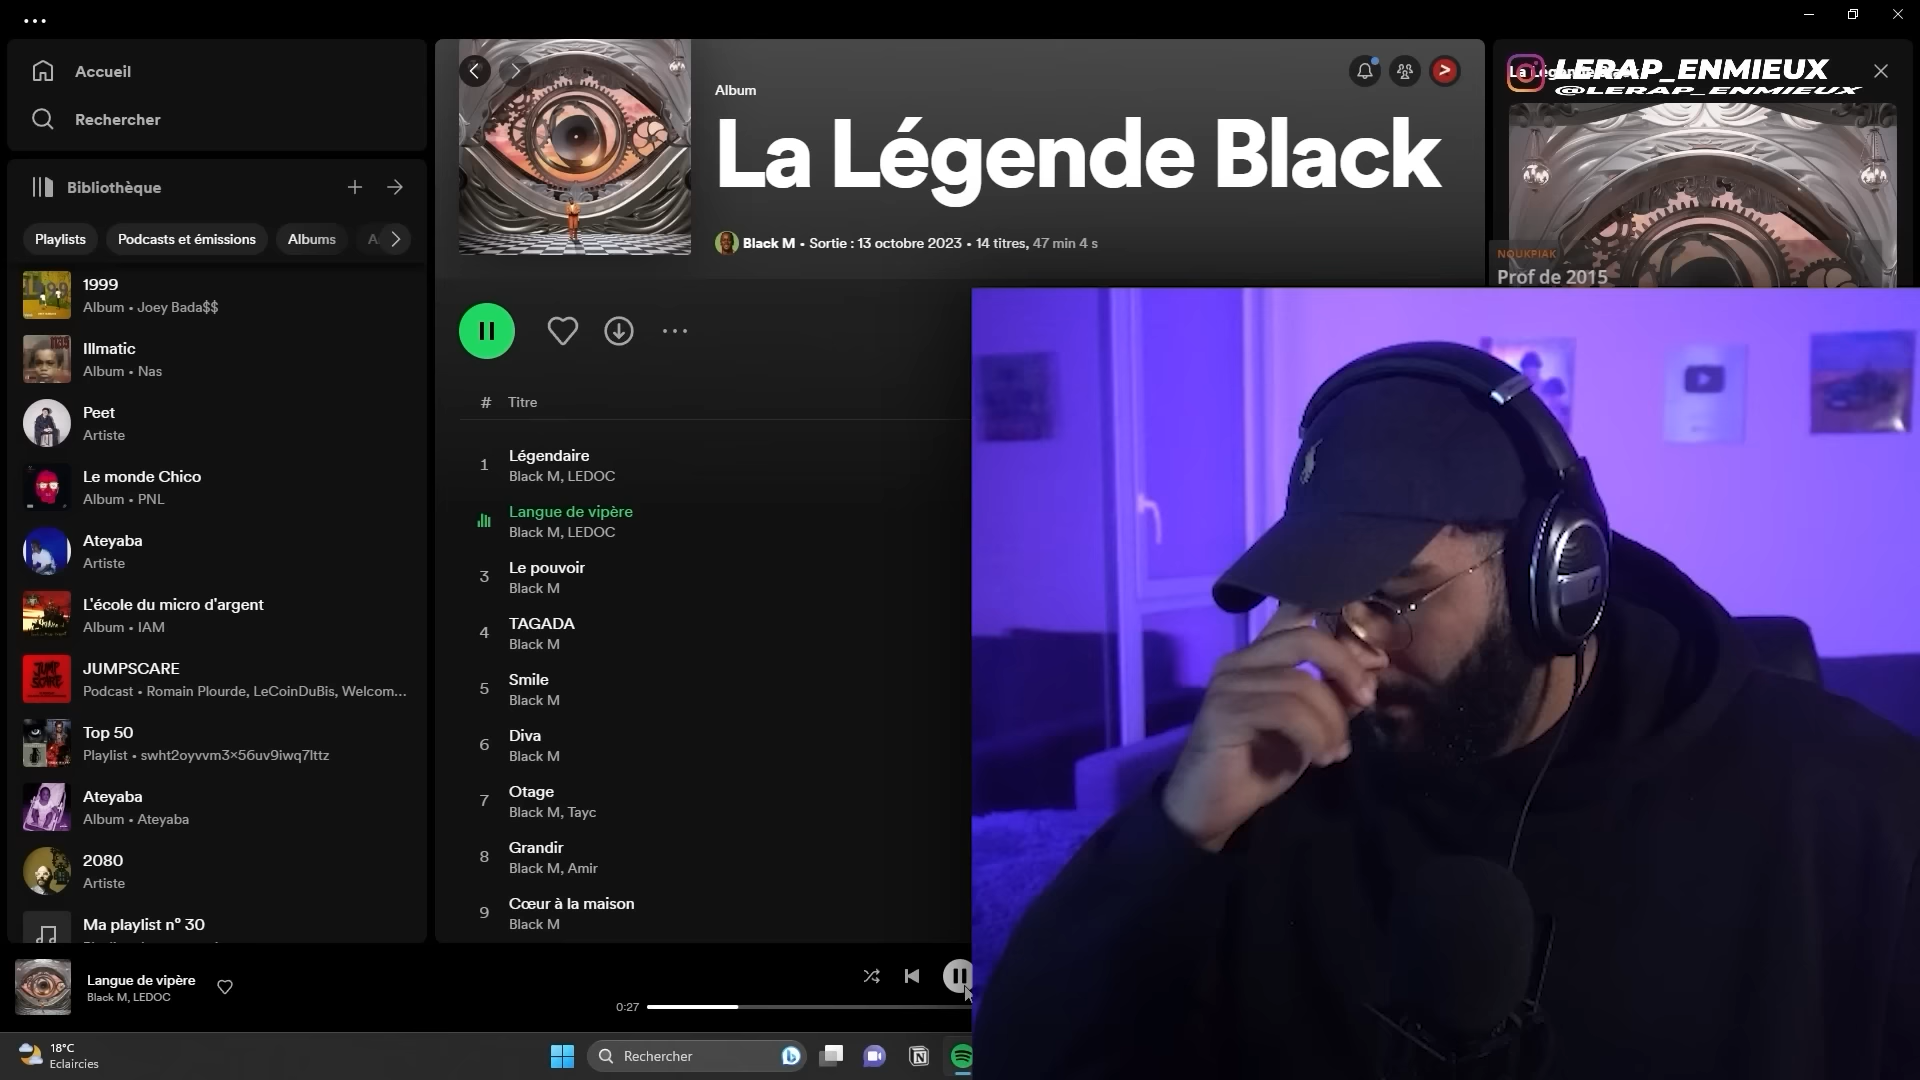 Accueil
Rechercher
Bibliothèque
Playlists
Podcasts et émissions
Albums
1999
Album • Joey Bada$$
Illmatic
Album • Nas
Peet
Artiste
Le monde Chico
Album • PNL
Ateyaba
Artiste
L'école du micro d'argent
Album • IAM
JUMPSCARE
Podcast • Romain Plourde, LeCoinDuBis, Welcom...
Top 50
Playlist • swht2oyvvm3x56uv9iwq7lttz
Ateyaba
Album • Ateyaba
2080
Artiste
Ma playlist n° 30
Album
La Légende Black
Black M • Sortie : 13 octobre 2023 • 14 titres, 47 min 4 s
# Titre
1 Légendaire
Black M, LEDOC
Langue de vipère
Black M, LEDOC
3 Le pouvoir
Black M
4 TAGADA
Black M
5 Smile
Black M
6 Diva
Black M
7 Otage
Black M, Tayc
8 Grandir
Black M, Amir
9 Cœur à la maison
Black M
LERAP_ENMIEUX
@LERAP_ENMIEUX
NOUKPIAK
Prof de 2015
Langue de vipère
Black M, LEDOC
0:27
18°C
Eclaircies
Rechercher